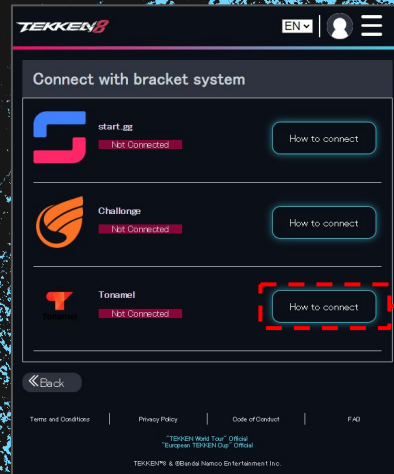 TEKKEN8
EN
Connect with bracket system
start.gg
Not Connected
How to connect
Challonge
Not Connected
How to connect
Tonamel
Not Connected
How to connect
Tonamel
≪Back
Terms and Conditions | Privacy Policy | Code of Conduct | FAQ
"TEKKEN World Tour" Official
"European TEKKEN Cup" Official
TEKKEN™8 & ©Bandai Namco Entertainment Inc.